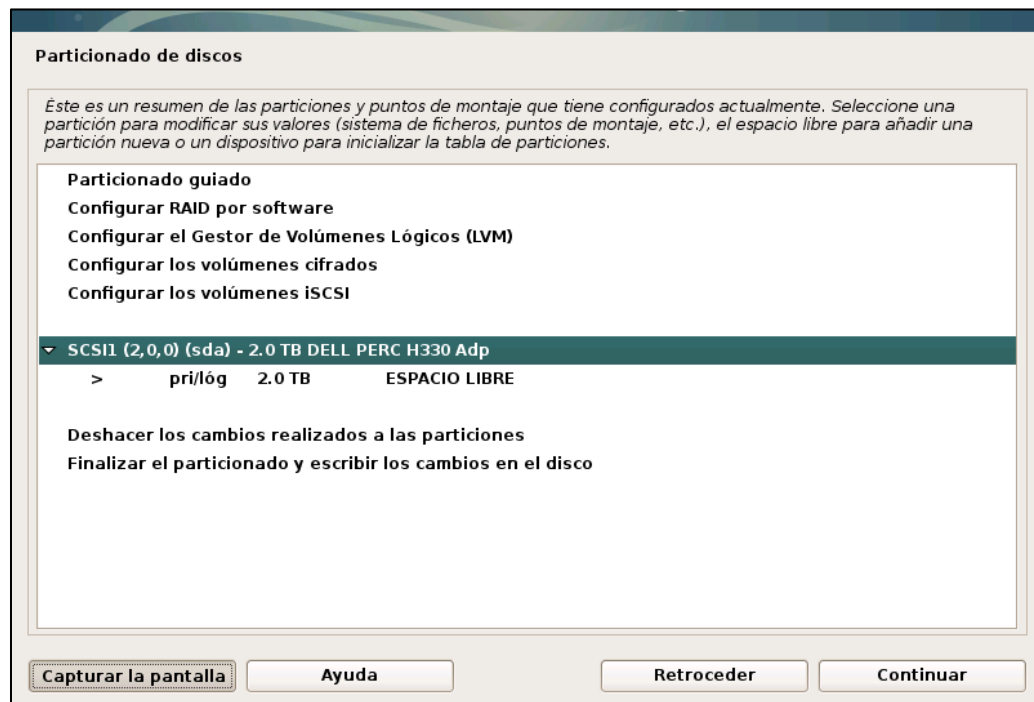 Particionado de discos
Éste es un resumen de las particiones y puntos de montaje que tiene configurados actualmente. Seleccione una
partición para modificar sus valores (sistema de ficheros, puntos de montaje, etc.), el espacio libre para añadir una
partición nueva o un dispositivo para inicializar la tabla de particiones.
Particionado guiado
Configurar RAID por software
Configurar el Gestor de Volúmenes Lógicos (LVM)
Configurar los volúmenes cifrados
Configurar los volúmenes iSCSI
SCSI1 (2,0,0) (sda) - 2.0 TB DELL PERC H330 Adp
> pri/lóg 2.0 TB ESPACIO LIBRE
Deshacer los cambios realizados a las particiones
Finalizar el particionado y escribir los cambios en el disco
Capturar la pantalla Ayuda Retroceder Continuar